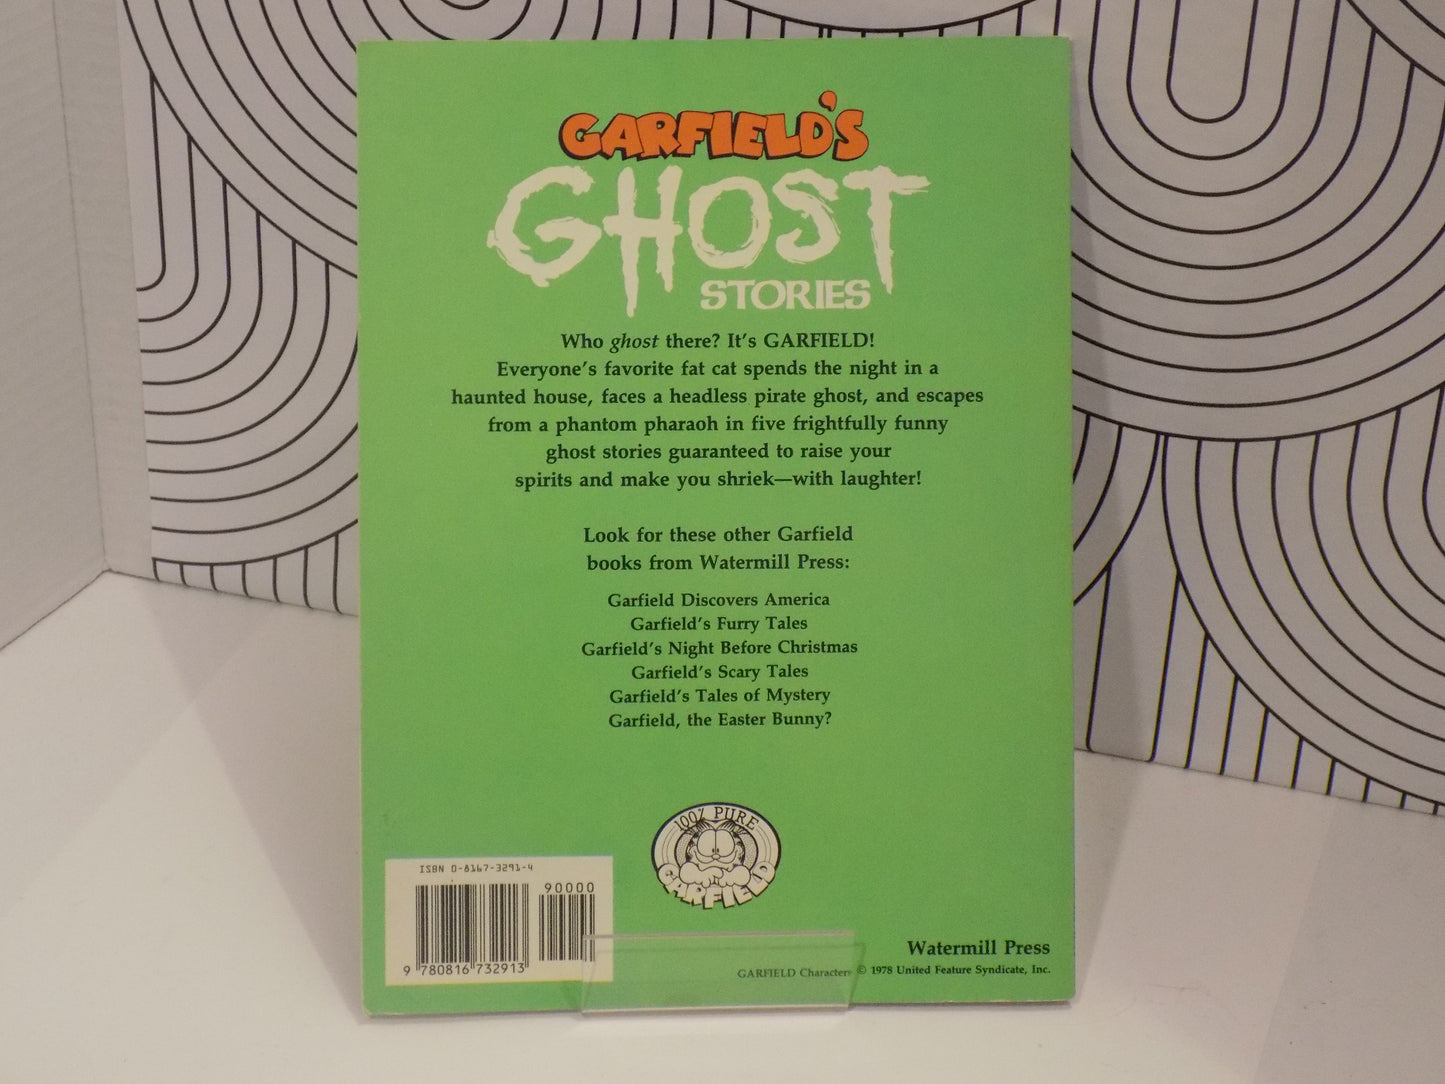 GARFIELD'S
GHOST
STORIES
Who ghost there? It's GARFIELD!
Everyone's favorite fat cat spends the night in a
haunted house, faces a headless pirate ghost, and escapes
from a phantom pharaoh in five frightfully funny
ghost stories guaranteed to raise your
spirits and make you shriek—with laughter!
Look for these other Garfield
books from Watermill Press:
Garfield Discovers America
Garfield's Furry Tales
Garfield's Night Before Christmas
Garfield's Scary Tales
Garfield's Tales of Mystery
Garfield, the Easter Bunny?
100% PURE
GARFIELD
ISBN 0-8167-3291-4
90000
9 780816 732913
Watermill Press
GARFIELD Characters © 1978 United Feature Syndicate, Inc.